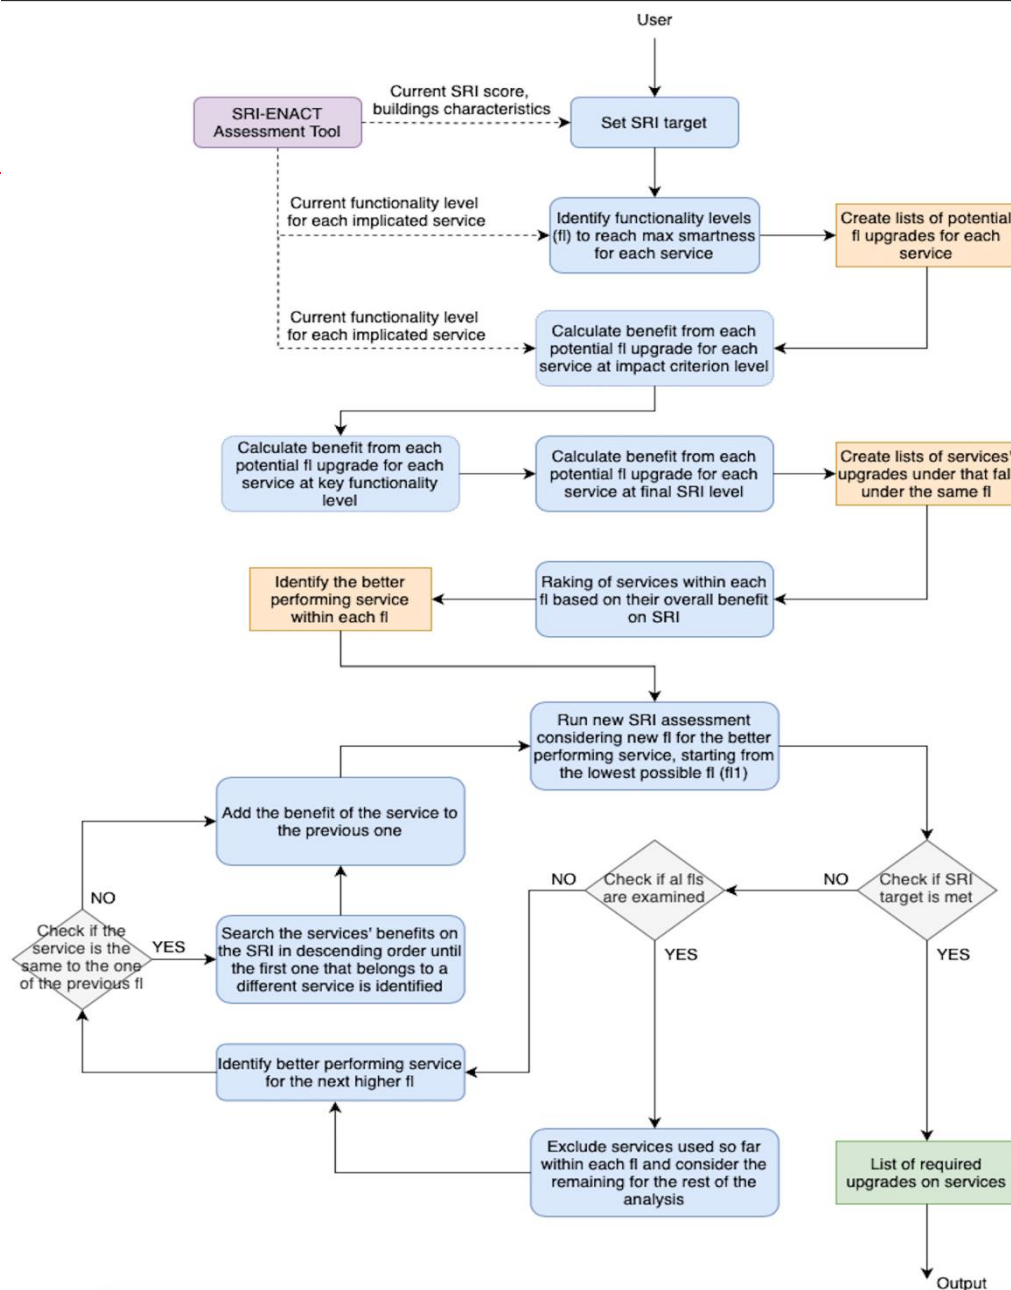 User
Current SRI score,
buildings characteristics
SRI-ENACT
Assessment Tool
Set SRI target
Current functionality level
for each implicated service
Identify functionality levels
(fl) to reach max smartness
for each service
Create lists of potential
fl upgrades for each
service
Current functionality level
for each implicated service
Calculate benefit from each
potential fl upgrade for each
service at impact criterion level
Calculate benefit from each
potential fl upgrade for each
service at key functionality
level
Calculate benefit from each
potential fl upgrade for each
service at final SRI level
Create lists of services'
upgrades under that fall
under the same fl
Identify the better
performing service
within each fl
Raking of services within each
fl based on their overall benefit
on SRI
Run new SRI assessment
considering new fl for the better
performing service, starting from
the lowest possible fl (fl1)
Add the benefit of the service to
the previous one
NO
Check if al fls
are examined
NO
Check if SRI
target is met
NO
Check if the
service is the
same to the one
of the previous fl
YES
Search the services' benefits on
the SRI in descending order until
the first one that belongs to a
different service is identified
YES
YES
Identify better performing service
for the next higher fl
Exclude services used so far
within each fl and consider the
remaining for the rest of the
analysis
List of required
upgrades on services
Output